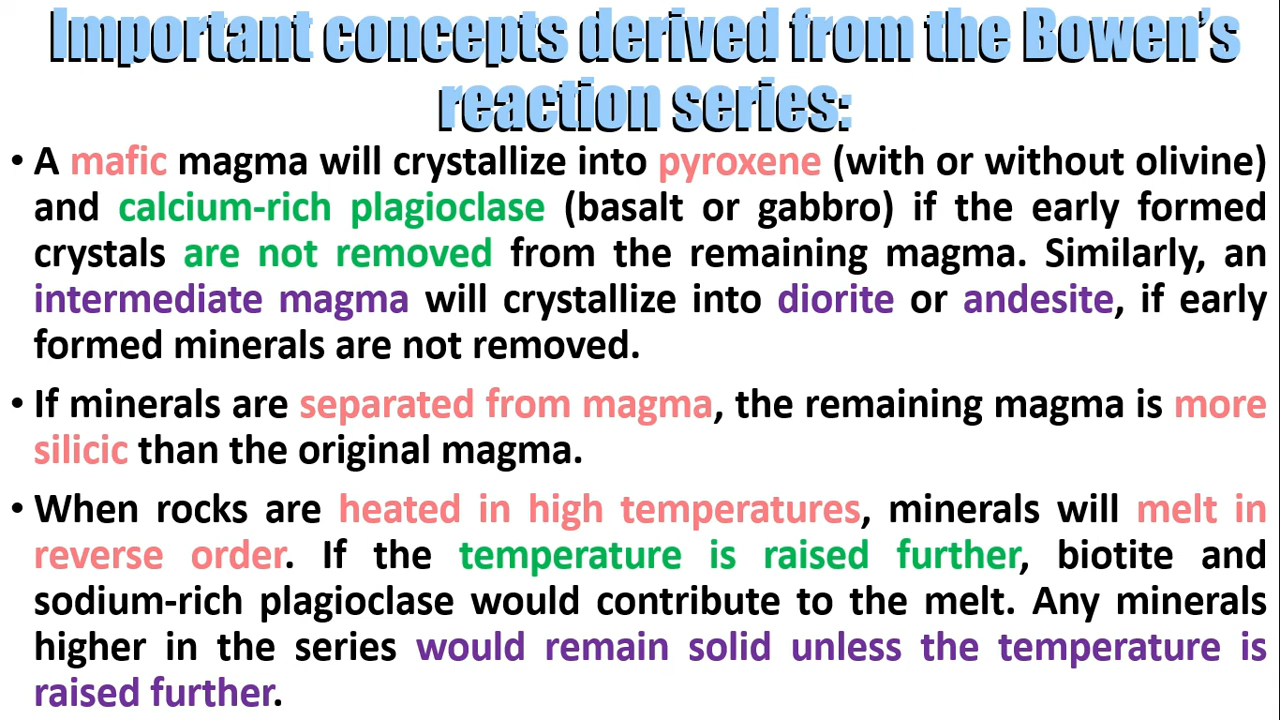 Important concepts derived from the Bowen's
reaction series:
• A mafic magma will crystallize into pyroxene (with or without olivine)
and calcium-rich plagioclase (basalt or gabbro) if the early formed
crystals are not removed from the remaining magma. Similarly, an
intermediate magma will crystallize into diorite or andesite, if early
formed minerals are not removed.
• If minerals are separated from magma, the remaining magma is more
silicic than the original magma.
• When rocks are heated in high temperatures, minerals will melt in
reverse order. If the temperature is raised further, biotite and
sodium-rich plagioclase would contribute to the melt. Any minerals
higher in the series would remain solid unless the temperature is
raised further.